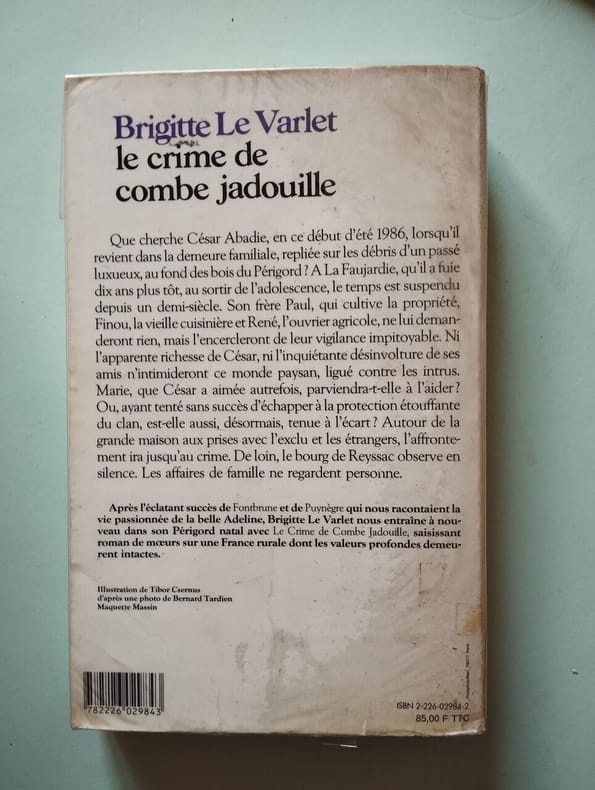 Brigitte Le Varlet
le crime de
combe jadouille
Que cherche César Abadie, en ce début d'été 1986, lorsqu'il
revient dans la demeure familiale, repliée sur les débris d'un passé
luxueux, au fond des bois du Périgord ? A La Faujardie, qu'il a fuie
dix ans plus tôt, au sortir de l'adolescence, le temps est suspendu
depuis un demi-siècle. Son frère Paul, qui cultive la propriété,
Finou, la vieille cuisinière et René, l'ouvrier agricole, ne lui deman-
deront rien, mais l'encercleront de leur vigilance impitoyable. Ni
l'apparente richesse de César, ni l'inquiétante désinvolture de ses
amis n'intimideront ce monde paysan, ligué contre les intrus.
Marie, que César a aimée autrefois, parviendra-t-elle à l'aider ?
Ou, ayant tenté sans succès d'échapper à la protection étouffante
du clan, est-elle aussi, désormais, tenue à l'écart ? Autour de la
grande maison aux prises avec l'exclu et les étrangers, l'affronte-
ment ira jusqu'au crime. De loin, le bourg de Reyssac observe en
silence. Les affaires de famille ne regardent personne.
Après l'éclatant succès de Fontbrune et de Puynègre qui nous racontaient la
vie passionnée de la belle Adeline, Brigitte Le Varlet nous entraîne à nou-
veau dans son Périgord natal avec Le Crime de Combe Jadouille, saisissant
roman de mœurs sur une France rurale dont les valeurs profondes demeu-
rent intactes.
Illustration de Tibor Csernus
d'après une photo de Bernard Tardien
Maquette Massin
782226 029843
ISBN 2-226-02984-2
85,00 F TTC